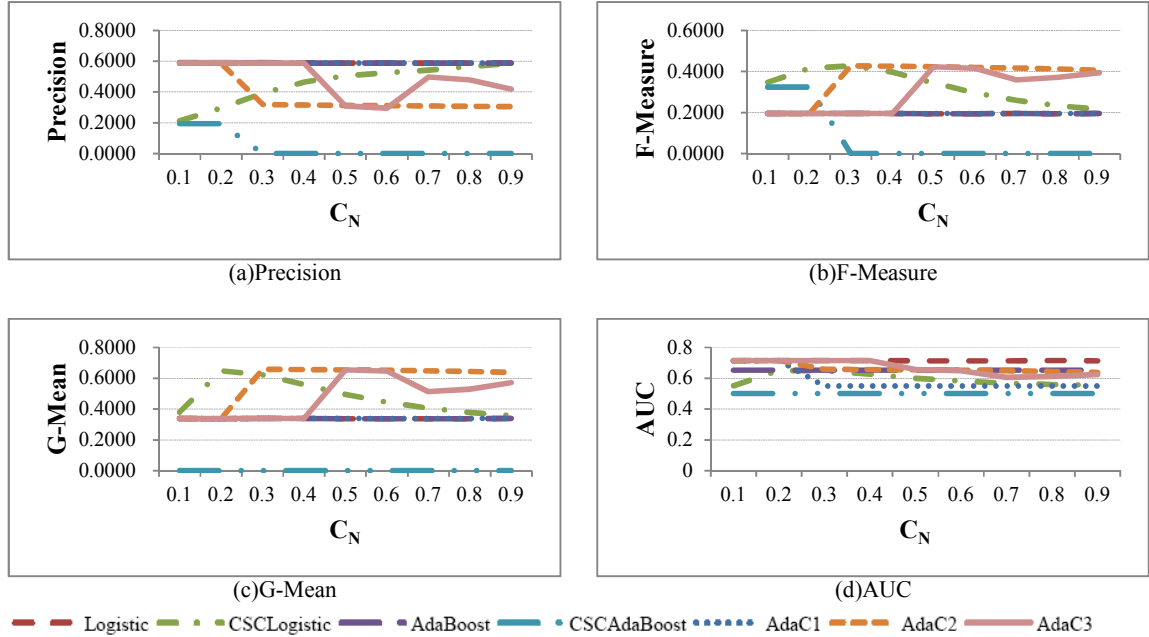 Precision
0.8000
0.6000
0.4000
0.2000
0.0000
0.1 0.2 0.3 0.4 0.5 0.6 0.7 0.8 0.9
C_N
(a)Precision
F-Measure
0.6000
0.4000
0.2000
0.0000
0.1 0.2 0.3 0.4 0.5 0.6 0.7 0.8 0.9
C_N
(b)F-Measure
G-Mean
0.8000
0.6000
0.4000
0.2000
0.0000
0.1 0.2 0.3 0.4 0.5 0.6 0.7 0.8 0.9
C_N
(c)G-Mean
AUC
0.8
0.6
0.4
0.2
0
0.1 0.2 0.3 0.4 0.5 0.6 0.7 0.8 0.9
C_N
(d)AUC
Logistic CSCLogistic AdaBoost CSCAdaBoost AdaC1 AdaC2 AdaC3